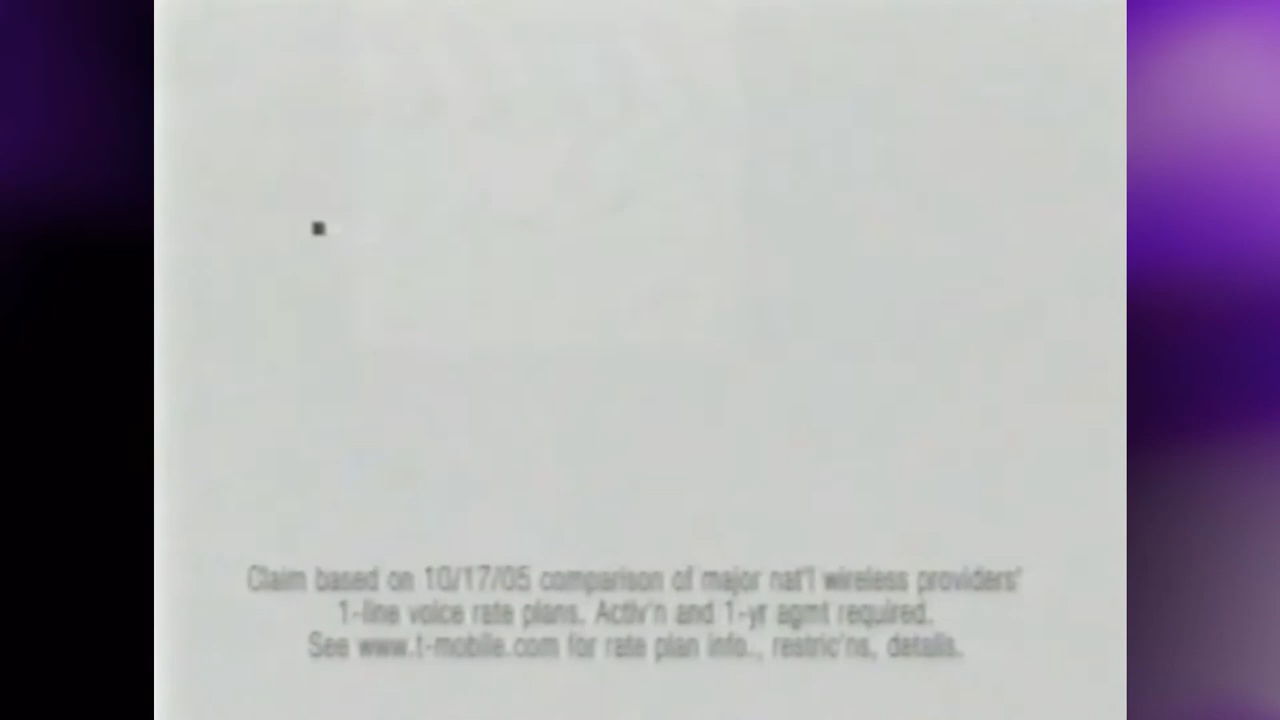 Claim based on 10/17/05 comparison of major nat'l wireless providers'
1-line voice rate plans. Activ'n and 1-yr agmt required.
See www.t-mobile.com for rate plan info., restric'ns, details.